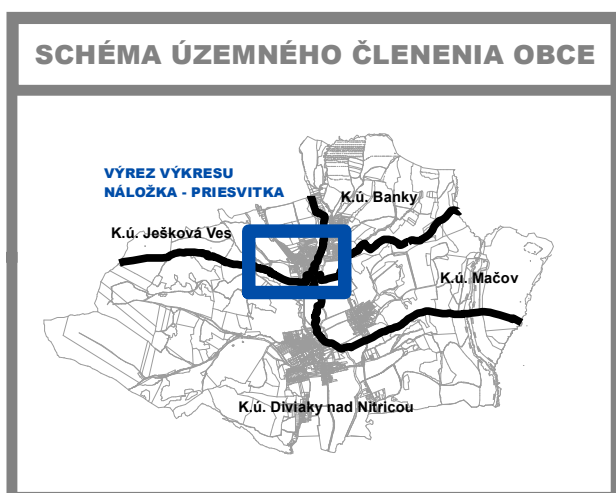 SCHÉMA ÚZEMNÉHO ČLENENIA OBCE
VÝREZ VÝKRESU
NÁLOŽKA - PRIESVITKA
K.ú. Banky
K.ú. Ješková Ves
K.ú. Mačov
K.ú. Diviaky nad Nitricou